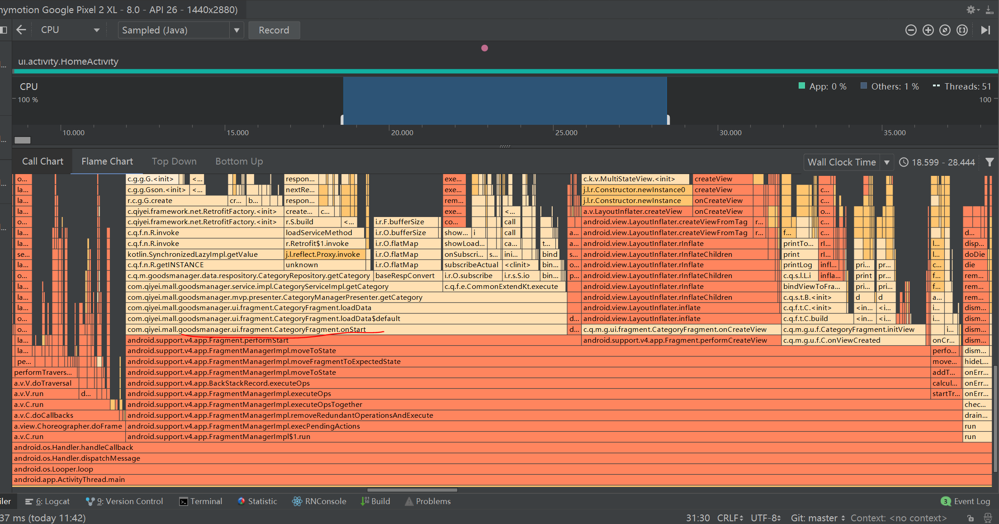 nymotion Google Pixel 2 XL - 8.0 - API 26 - 1440x2880)
CPU Sampled (Java) Record
ui.activity.HomeActivity
CPU App: 0 % Others: 1 % Threads: 51
100 % 100
10.000 15.000 20.000 25.000 30.000 35.000
Call Chart Flame Chart Top Down Bottom Up Wall Clock Time 18.599 - 28.444
o... c.g.g.G.<init> <... respon... exe... c.k.v.MultiStateView.<init> createView
la... c.g.g.Gson.<init> <... nextRe... exe... j.l.r.Constructor.newInstance0 createView c...
la... r.c.g.G.create cr... b... respon... rem... j.l.r.Constructor.newInstance onCreateView c...
la... c.qiyei.framework.net.RetrofitFactory.<init> create... c... exe... <... a.v.LayoutInflater.createView onCreateView o...
o... c.qiyei.framework.net.RetrofitFactory.<init> r.S.build <... i.r.F.bufferSize co... call android.view.LayoutInflater.createViewFromTag r... c...
la... c.q.f.n.R.invoke loadServiceMethod i.r.O.bufferSize show... i call a... android.view.LayoutInflater.createViewFromTag r... f... c... d...
la... c.q.f.n.R.invoke r.Retrofit$1.invoke i.r.O.flatMap showLoad... ca... t... a... android.view.LayoutInflater.rInflate printTo... rI... l... disp...
se... kotlin.SynchronizedLazyImpl.getValue j.l.reflect.Proxy.invoke i.r.O.flatMap onSubscri... s... ini... bind s... android.view.LayoutInflater.rInflateChildren print rI... l... doDie
la... c.q.f.n.R.getINSTANCE unknown i.r.O.flatMap subscribeActual <clinit> bin... o... android.view.LayoutInflater.rInflate printLog infl... pri... pr... c... die
o... c.q.m.goodsmanager.data.respository.CategoryRepository.getCategory baseRespConvert i.r.O.subscribe i.r.s.S.io bin... p... android.view.LayoutInflater.rInflateChildren c.q.s.l.L.i infla... print pr... f... rem...
la... com.qiyei.mall.goodsmanager.service.impl.CategoryServiceImpl.getCategory c.q.f.e.CommonExtendKt.execute android.view.LayoutInflater.rInflate bindViewToFra... pri... pri... f... rem...
la... com.qiyei.mall.goodsmanager.mvp.presenter.CategoryManagerPresenter.getCategory android.view.LayoutInflater.rInflateChildren c.q.s.t.B.<init> d d a... rem...
la... com.qiyei.mall.goodsmanager.ui.fragment.CategoryFragment.loadData android.view.LayoutInflater.inflate c.q.f.t.C.<init> <in... <i... i... dism...
o... com.qiyei.mall.goodsmanager.ui.fragment.CategoryFragment.loadData$default d... android.view.LayoutInflater.inflate c.q.f.t.C.build <in... <i... i... dism...
o... com.qiyei.mall.goodsmanager.ui.fragment.CategoryFragment.onStart d... c.q.m.g.ui.fragment.CategoryFragment.onCreateView c.q.m.g.u.f.CategoryFragment.initView i... dism...
la... android.support.v4.app.Fragment.performStart android.support.v4.app.Fragment.performCreateView c.q.m.g.u.f.C.onViewCreated onCr... dism...
la... android.support.v4.app.FragmentManagerImpl.moveToState perfo... dism...
pe... android.support.v4.app.FragmentManagerImpl.moveFragmentToExpectedState move... hideL...
performTravers... android.support.v4.app.FragmentManagerImpl.moveToState addT... onErr...
a.v.V.doTraversal android.support.v4.app.BackStackRecord.executeOps calcul... onErr...
a.v.V.run d... android.support.v4.app.FragmentManagerImpl.executeOps startTr... onErr...
a.v.C.run android.support.v4.app.FragmentManagerImpl.executeOpsTogether chec...
a.v.C.doCallbacks android.support.v4.app.FragmentManagerImpl.removeRedundantOperationsAndExecute drain...
a.view.Choreographer.doFrame android.support.v4.app.FragmentManagerImpl.execPendingActions run
a.v.C.run android.support.v4.app.FragmentManagerImpl$1.run run
android.os.Handler.handleCallback
android.os.Handler.dispatchMessage
android.os.Looper.loop
android.app.ActivityThread.main
iler 6: Logcat 9: Version Control Terminal Statistic RNConsole Build Problems 3 Event Log
37 ms (today 11:42) 31:30 CRLF UTF-8 Git: master Context: <no context>